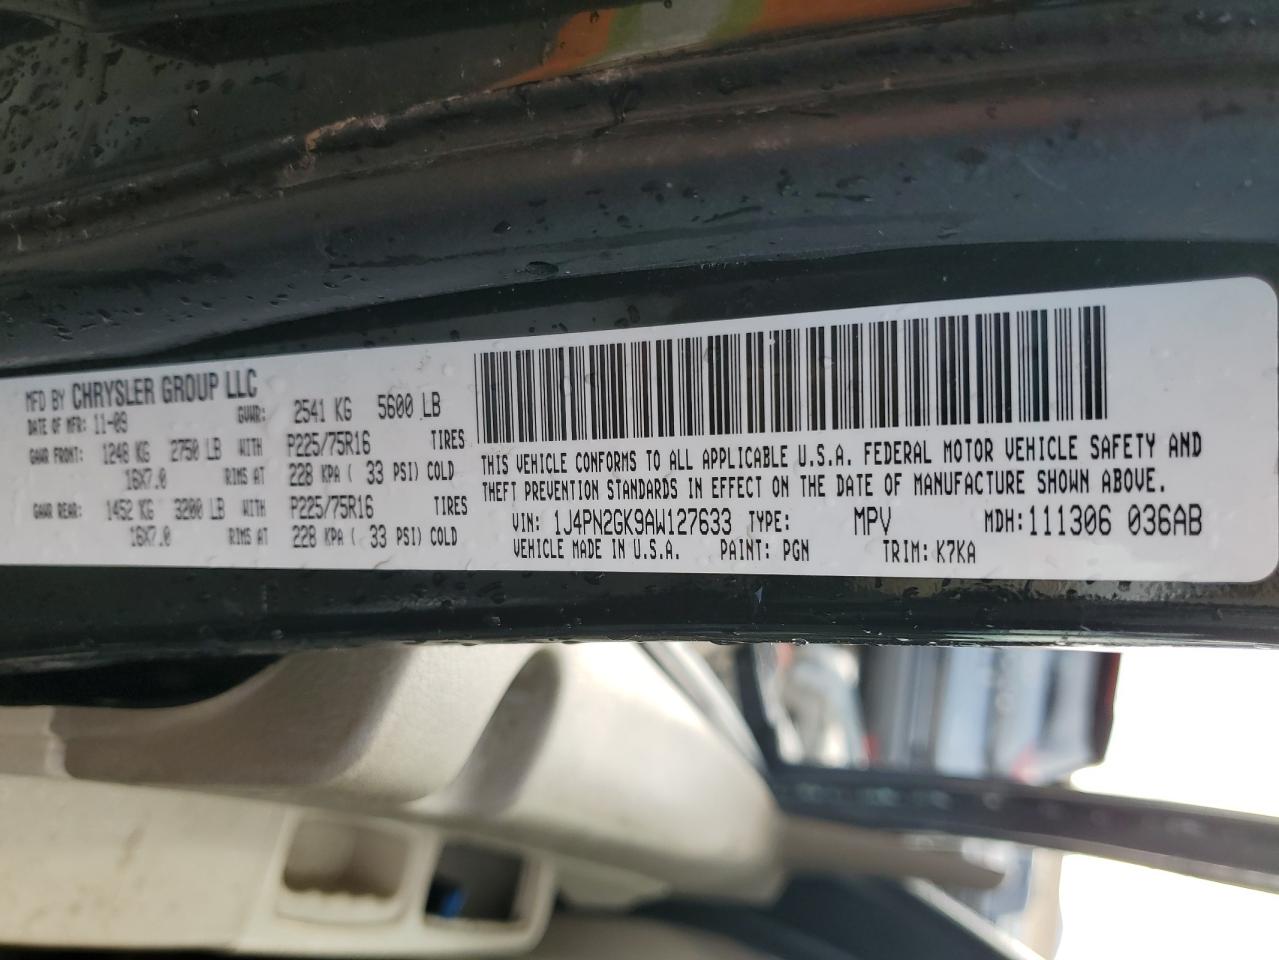 MFD BY CHRYSLER GROUP LLC
DATE OF MFR: 11-09 GVWR: 2541 KG 5600 LB
GAWR FRONT: 1248 KG 2750 LB WITH P225/75R16 TIRES
16X7.0 RIMS AT 228 KPA ( 33 PSI) COLD
GAWR REAR: 1452 KG 3200 LB WITH P225/75R16 TIRES
16X7.0 RIMS AT 228 KPA ( 33 PSI) COLD
THIS VEHICLE CONFORMS TO ALL APPLICABLE U.S.A. FEDERAL MOTOR VEHICLE SAFETY AND
THEFT PREVENTION STANDARDS IN EFFECT ON THE DATE OF MANUFACTURE SHOWN ABOVE.
VIN: 1J4PN2GK9AW127633 TYPE: MPV MDH:111306 036AB
VEHICLE MADE IN U.S.A. PAINT: PGN TRIM: K7KA